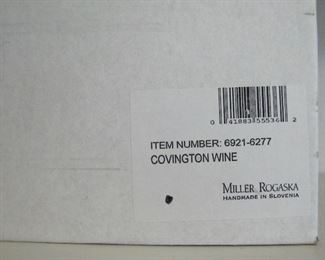 0 41883 55536 2
ITEM NUMBER: 6921-6277
COVINGTON WINE
MILLER ROGASKA
HANDMADE IN SLOVENIA